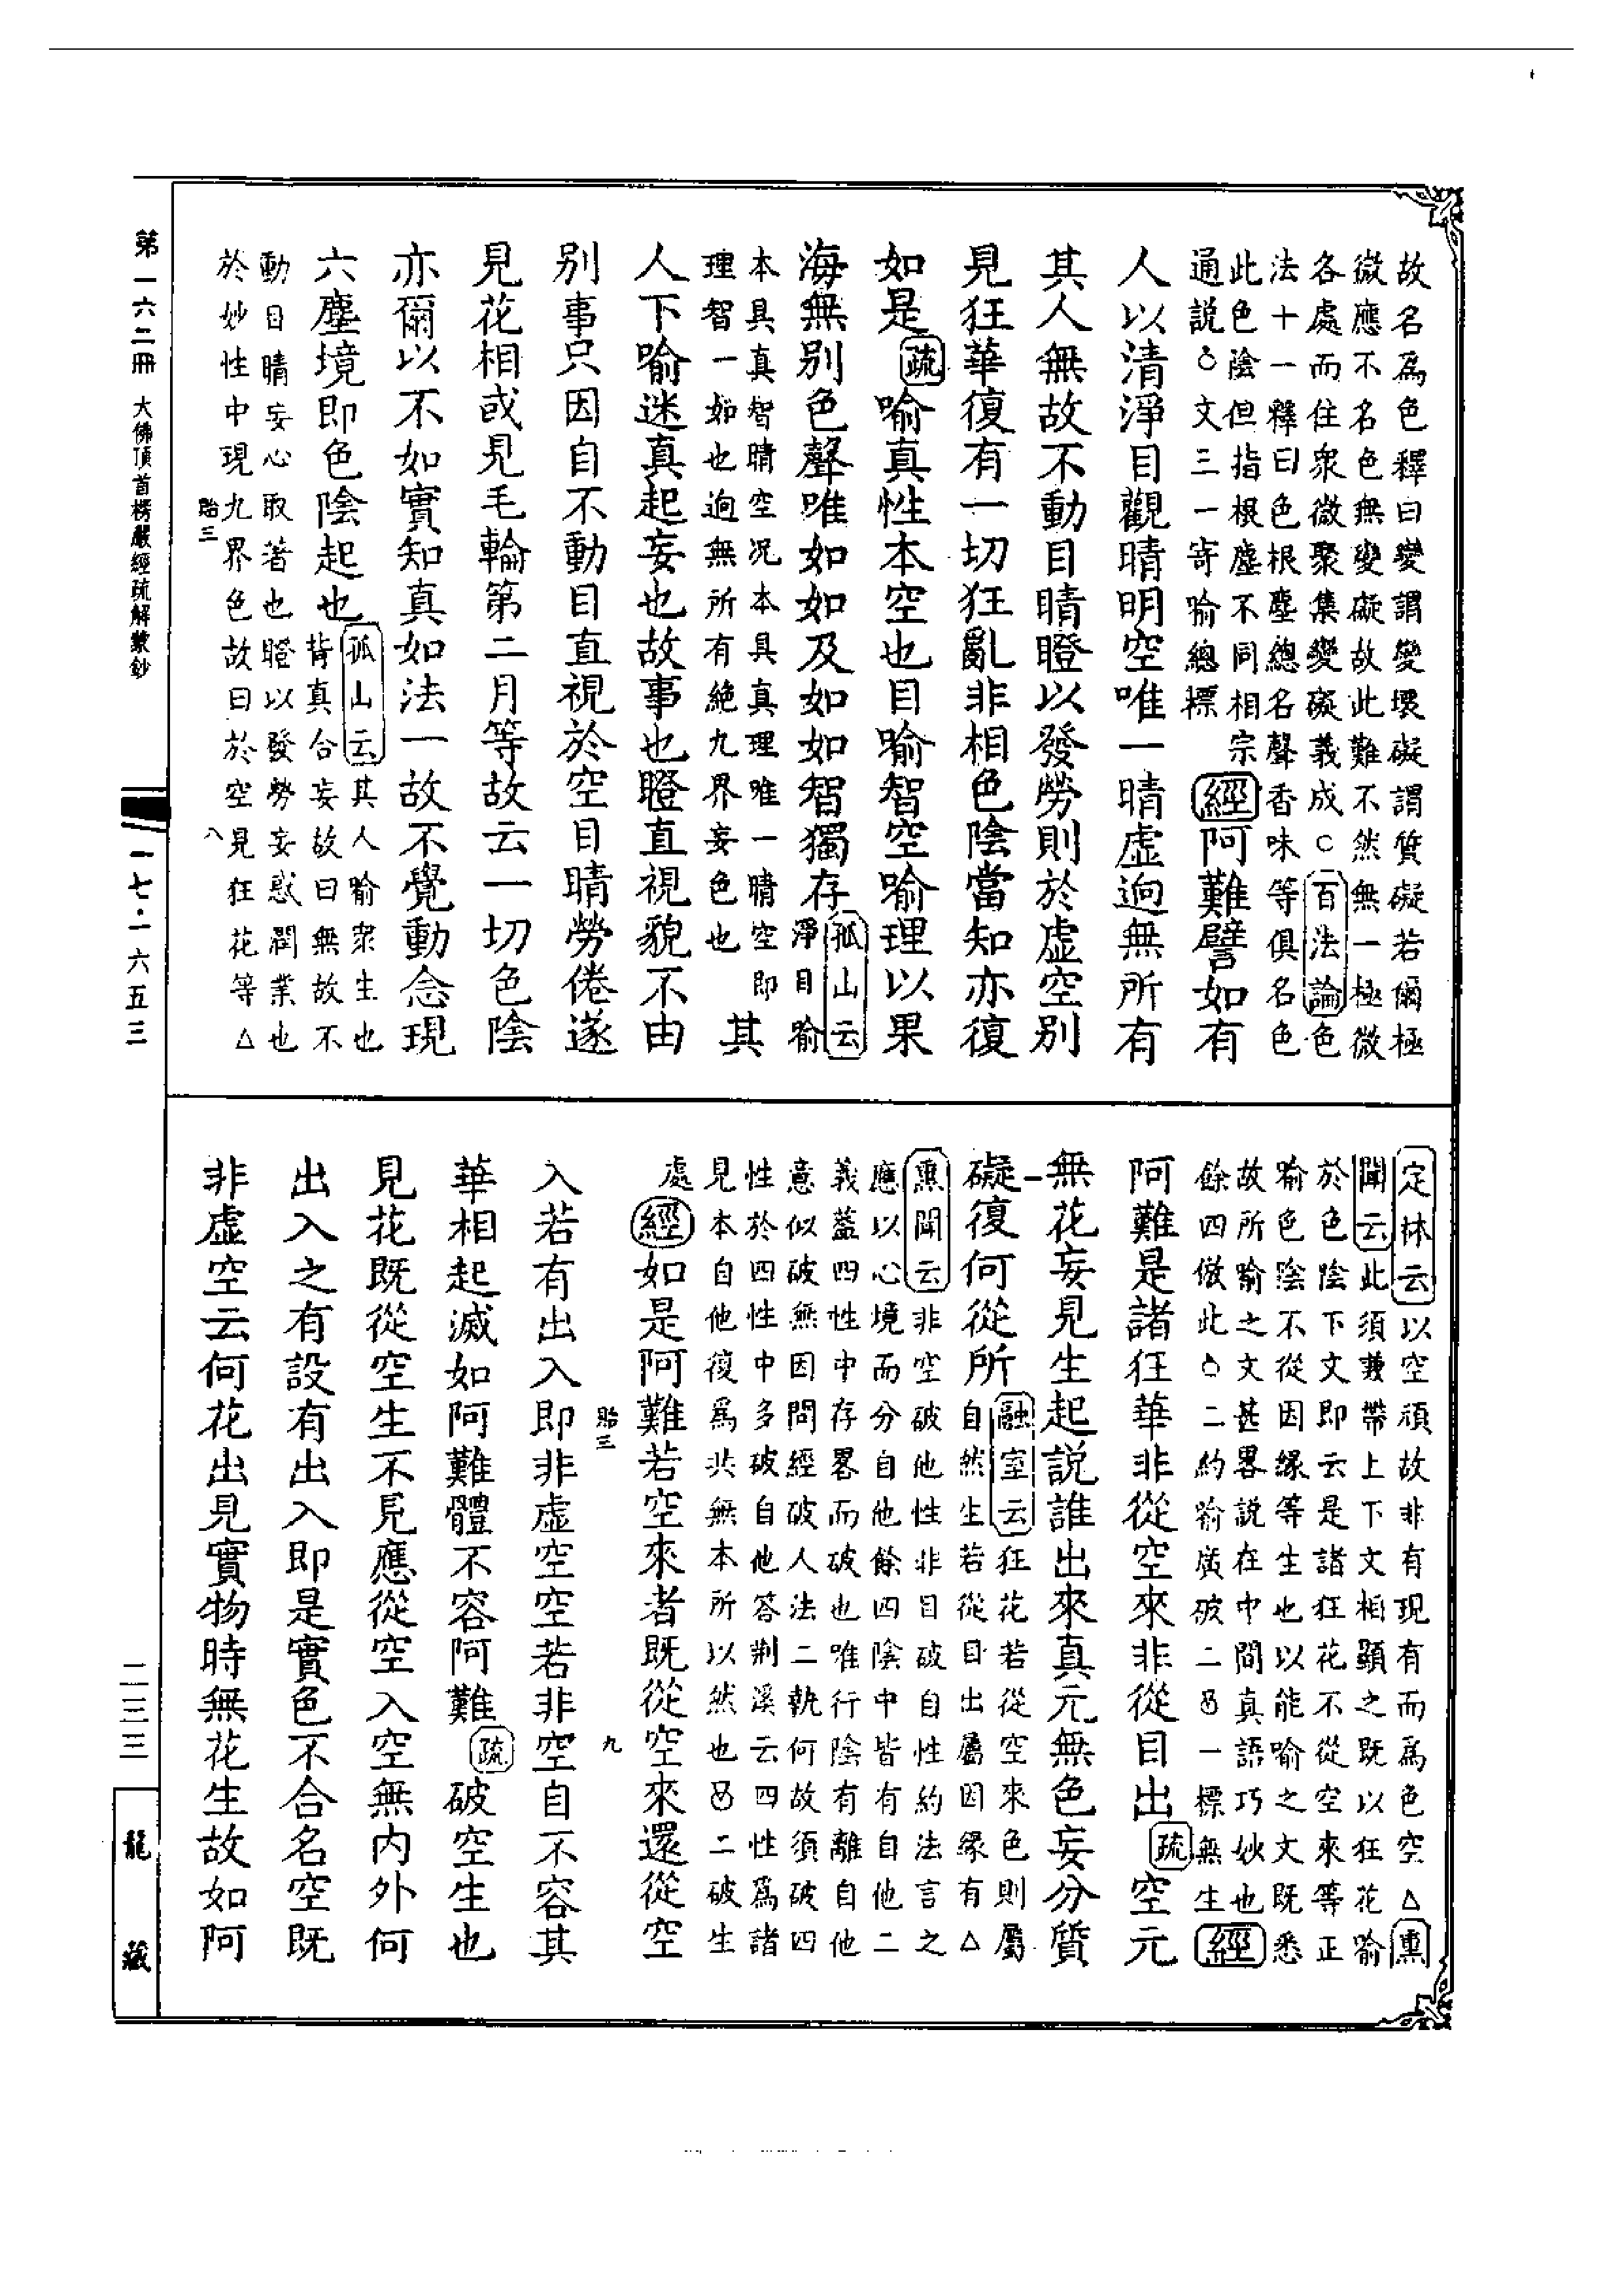 故名爲色釋曰變謂變壞礙謂質礙若爾極
微應不名色無變礙故此難不然無一極微
各處而住衆微聚集變礙義成○百法論色
法十一釋曰色根塵總名聲香味等俱名色
此色陰但指根塵不同相宗
通説○文三一寄喻總標
經阿難譬如有
人以清淨目觀晴明空唯一晴虛逈無所有
其人無故不動目睛瞪以發勞則於虛空別
見狂華復有一切狂亂非相色陰當知亦復
如是疏喻真性本空也目喻智空喻理以果
海無別色聲唯如如及如如智獨存孤山云
淨目喻
本具真智晴空况本具真理唯一晴空即
理智一如也逈無所有絶九界妄色也
其
人下喻迷真起妄也故事也瞪直視貌不由
別事只因自不動目直視於空目睛勞倦遂
見花相或見毛輪第二月等故云一切色陰
亦爾以不如實知真如法一故不覺動念現
六塵境即色陰起也
孤山云其人喻衆生也
背真合妄故曰無故不
動目睛妄心取著也瞪以發勞妄惑潤業也
於妙性中現九界色故曰於空見狂花等△
定林云以空頑故非有現有而爲色空△熏
聞云此須兼帶上下文相顯之既以狂花喻
於色陰下文即云是諸狂花不從空來等正
喻色陰不從因緣等生也以能喻之文既悉
故所喻之文甚畧説在中間真語巧妙也
餘四倣此○二約喻廣破二一標無生
經
阿難是諸狂華非從空來非從目出疏空元
無花妄見生起説誰出來真元無色妄分質
礙復何從所
融室云狂花若從空來色則屬
自然生若從目出屬因緣有△
熏聞云非空破他性非目破自性約法言之
應以心境而分自他餘四陰中皆有自他二
義葢四性中存畧而破也唯行陰有離自他
意似破無因問經破人法二執何故須破四
性於四性中多破自他答荆溪云四性爲諸
見本自他復爲共無本所以然也二破生
處
經如是阿難若空來者既從空來還從空
入若有出入即非虛空空若非空自不容其
華相起滅如阿難體不容阿難疏破空生也
見花既從空生不見應從空入空無内外何
出入之有設有出入即是實色不合名空既
非虛空云何花出見實物時無花生故如阿
第一六二冊 大佛頂首楞嚴經疏解蒙鈔
一七·一六五三
二三三
龍藏
貽三
八
貽三
九